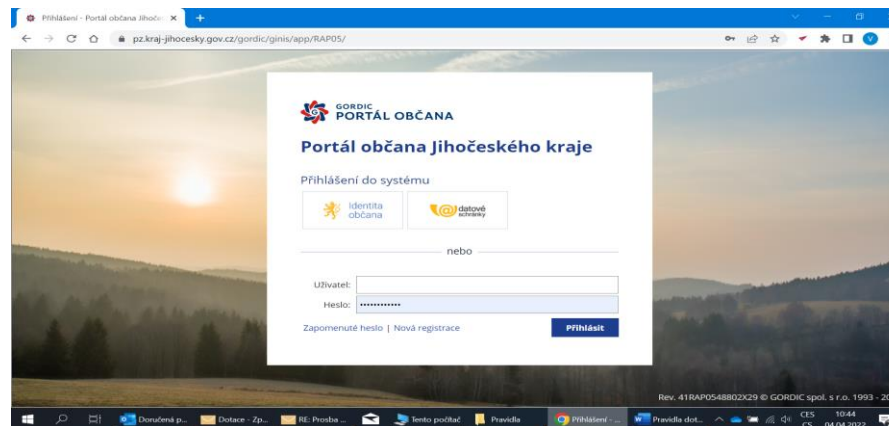 Přihlášení - Portál občana Jihoče
pz.kraj-jihocesky.gov.cz/gordic/ginis/app/RAP05/
V
GORDIC
PORTÁL OBČANA
Portál občana Jihočeského kraje
Přihlášení do systému
Identita
občana
datové
schránky
nebo
Uživatel:
Heslo: ••••••••••••
Zapomenuté heslo | Nová registrace
Přihlásit
Rev. 41RAP0548802X29 © GORDIC spol. s r.o. 1993 - 20
Doručená p...
Dotace - Zp...
RE: Prosba ...
Tento počítač
Pravidla
Přihlášení - ...
Pravidla dot...
CES
CS
10:44
04.04.2022